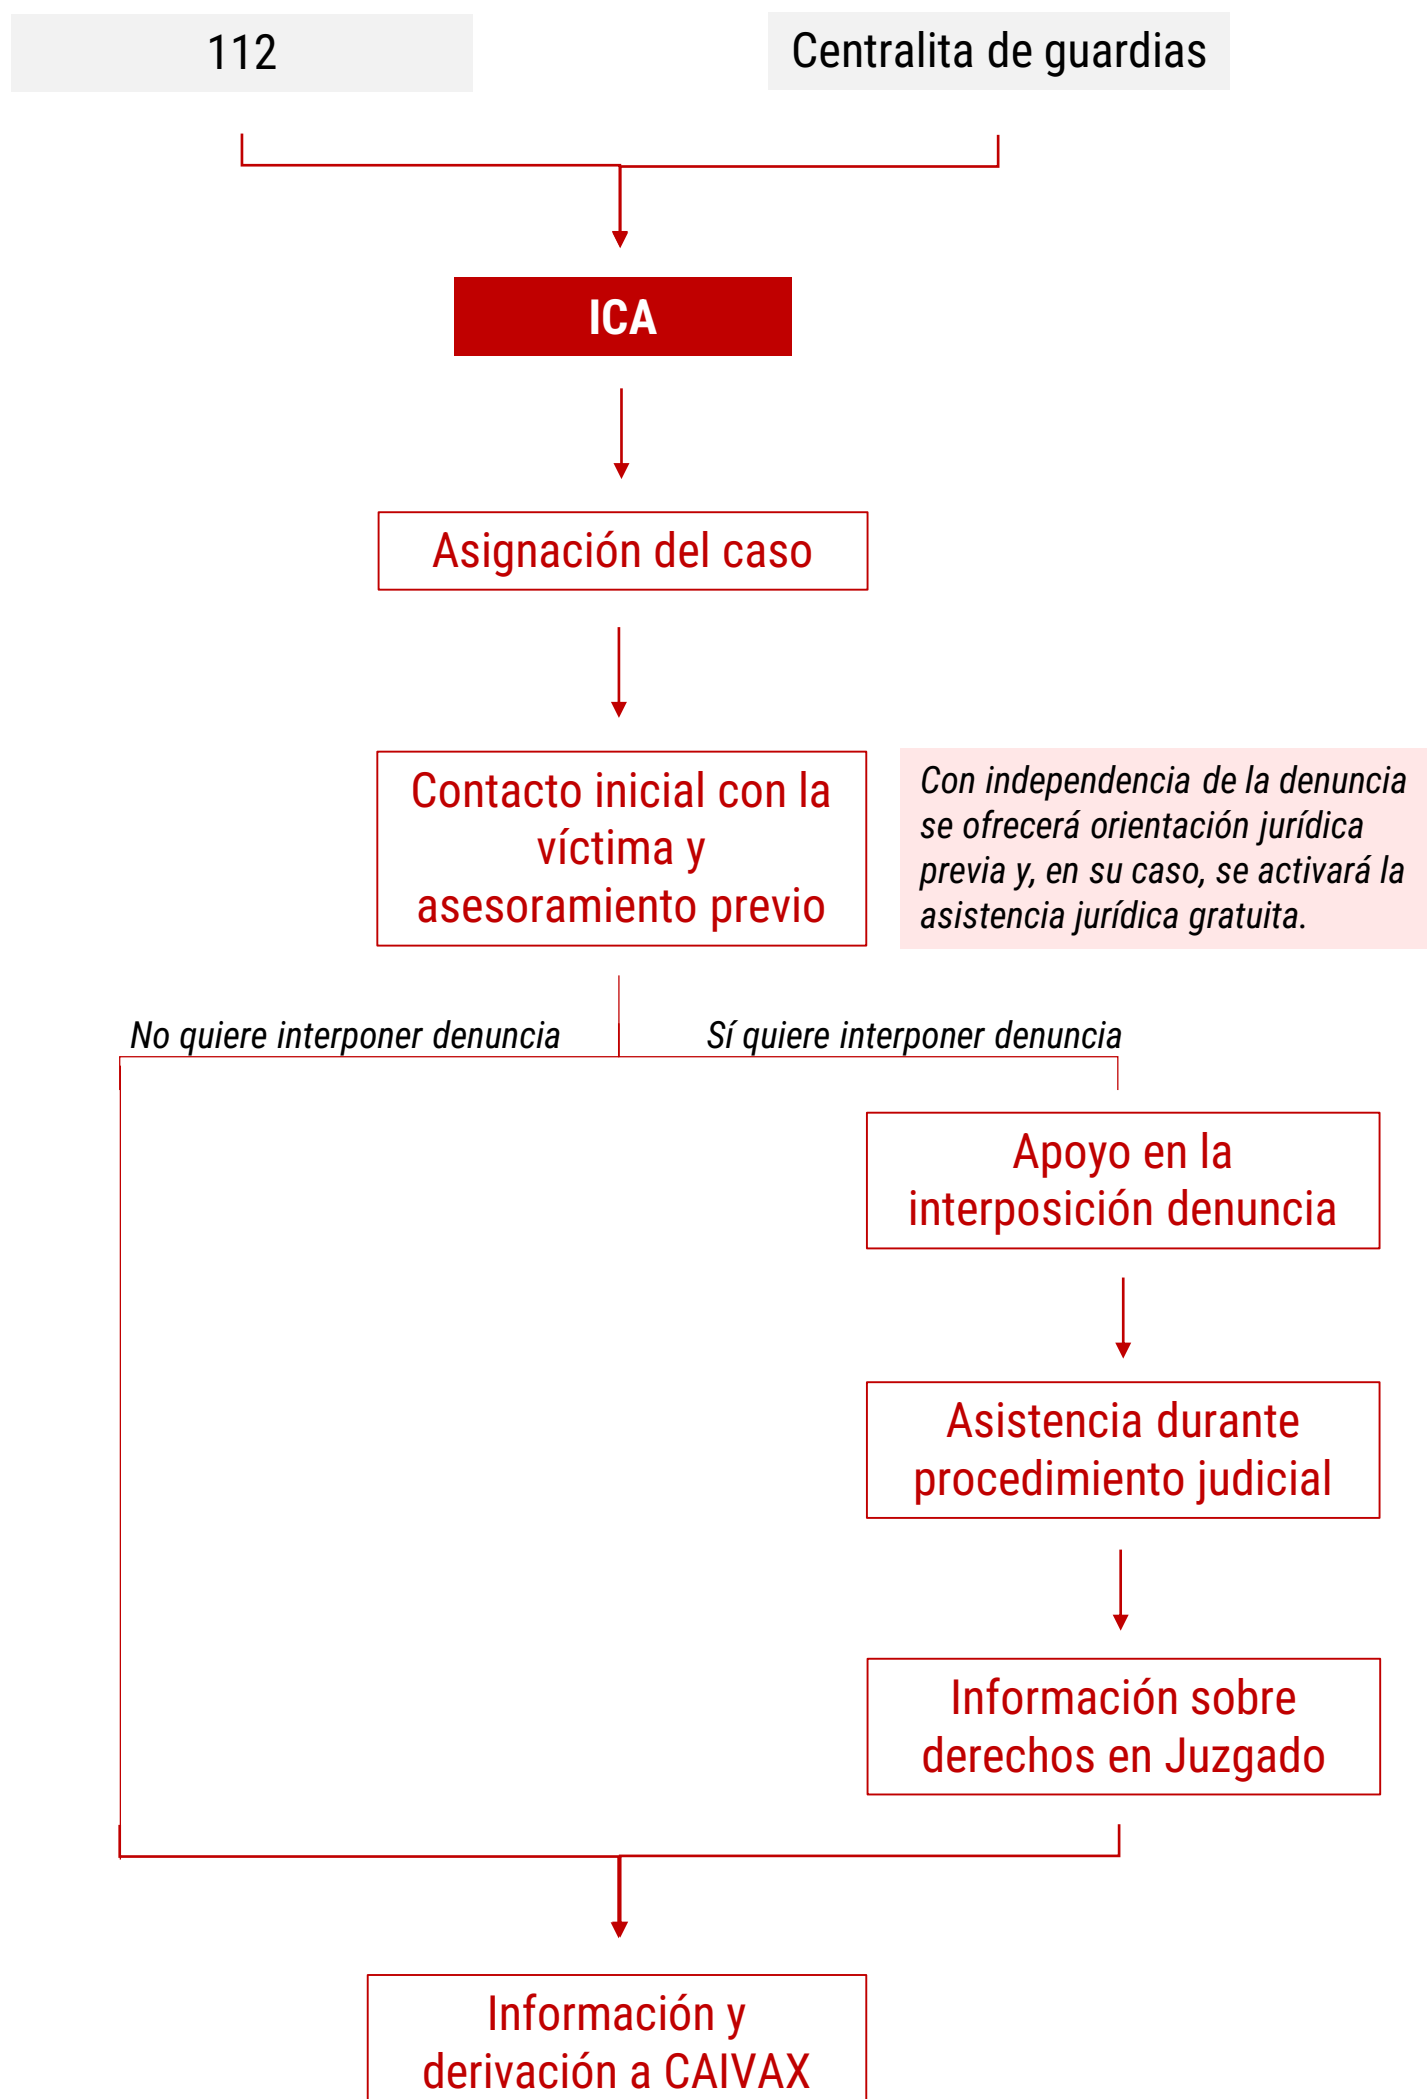 112
Centralita de guardias
ICA
Asignación del caso
Contacto inicial con la
víctima y
asesoramiento previo
Con independencia de la denuncia
se ofrecerá orientación jurídica
previa y, en su caso, se activará la
asistencia jurídica gratuita.
No quiere interponer denuncia
Sí quiere interponer denuncia
Apoyo en la
interposición denuncia
Asistencia durante
procedimiento judicial
Información sobre
derechos en Juzgado
Información y
derivación a CAIVAX